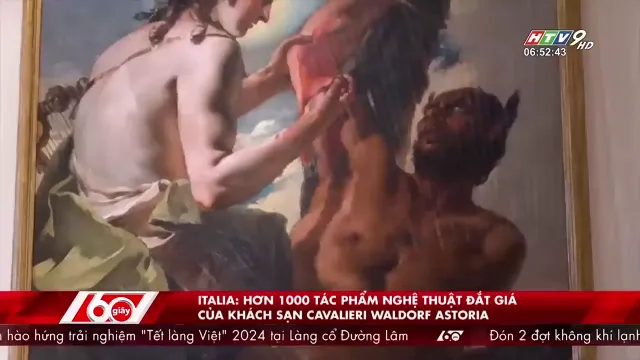 HTV9 HD
06:52:43
60 giây
ITALIA: HƠN 1000 TÁC PHẨM NGHỆ THUẬT ĐẮT GIÁ
CỦA KHÁCH SẠN CAVALIERI WALDORF ASTORIA
hào hứng trải nghiệm "Tết làng Việt" 2024 tại Làng cổ Đường Lâm 60 giây Đón 2 đợt không khí lạnh